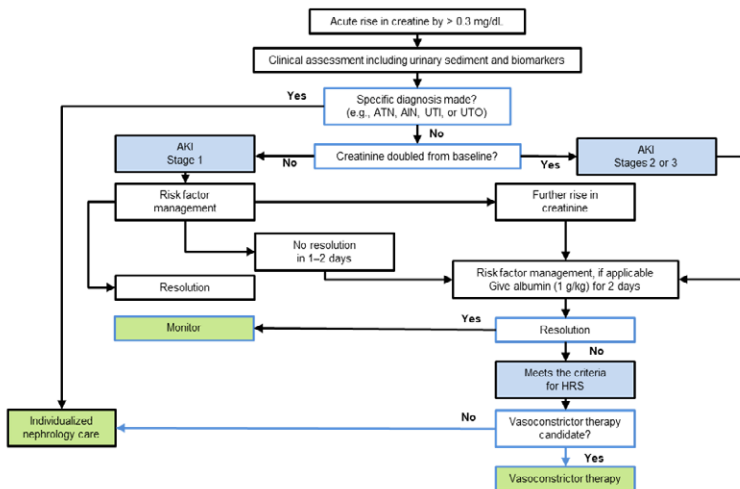 Acute rise in creatine by > 0.3 mg/dL
Clinical assessment including urinary sediment and biomarkers
Yes
Specific diagnosis made?
(e.g., ATN, AIN, UTI, or UTO)
No
AKI
Stage 1
No
Creatinine doubled from baseline?
Yes
AKI
Stages 2 or 3
Risk factor
management
Further rise in
creatinine
No resolution
in 1–2 days
Resolution
Risk factor management, if applicable
Give albumin (1 g/kg) for 2 days
Monitor
Yes
Resolution
No
Meets the criteria
for HRS
Individualized
nephrology care
No
Vasoconstrictor therapy
candidate?
Yes
Vasoconstrictor therapy